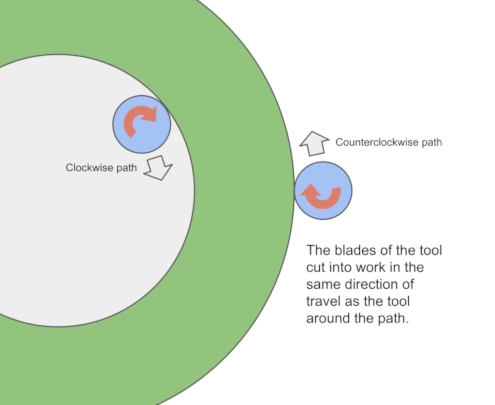 Counterclockwise path
Clockwise path
The blades of the tool
cut into work in the
same direction of
travel as the tool
around the path.